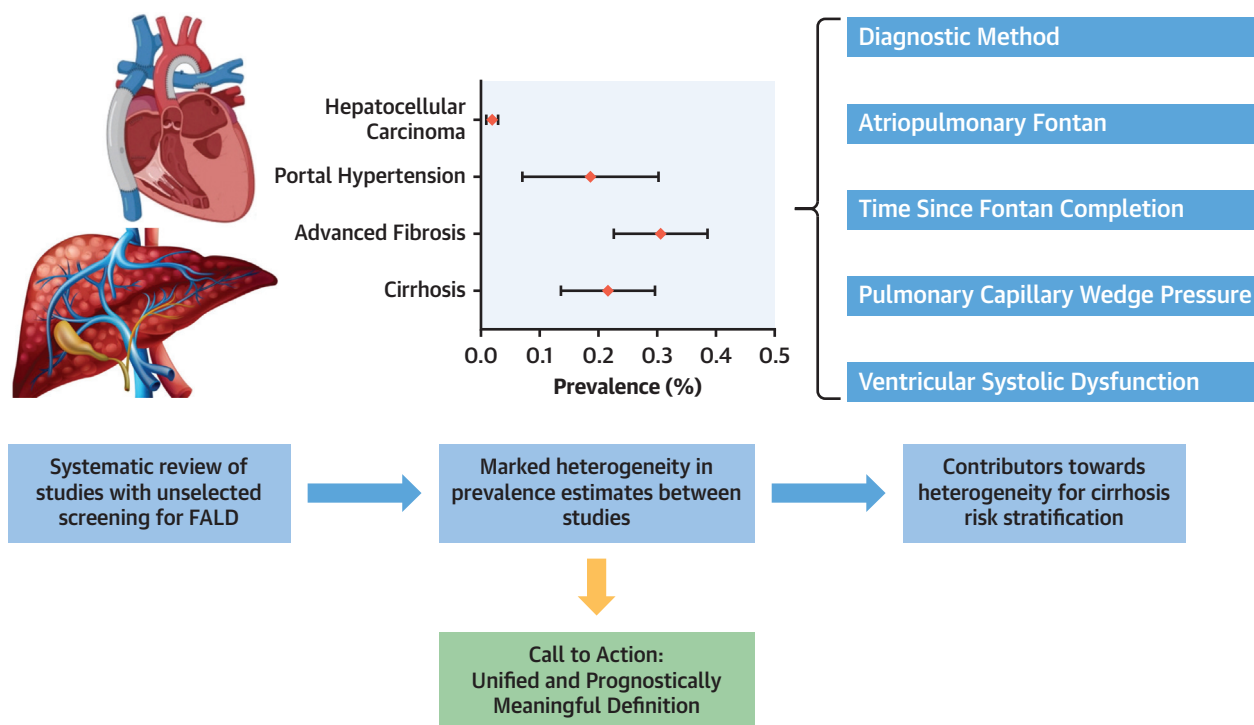 Hepatocellular
Carcinoma
Portal Hypertension
Advanced Fibrosis
Cirrhosis
0.0 0.1 0.2 0.3 0.4 0.5
Prevalence (%)
Diagnostic Method
Atriopulmonary Fontan
Time Since Fontan Completion
Pulmonary Capillary Wedge Pressure
Ventricular Systolic Dysfunction
Systematic review of
studies with unselected
screening for FALD
Marked heterogeneity in
prevalence estimates between
studies
Contributors towards
heterogeneity for cirrhosis
risk stratification
Call to Action:
Unified and Prognostically
Meaningful Definition